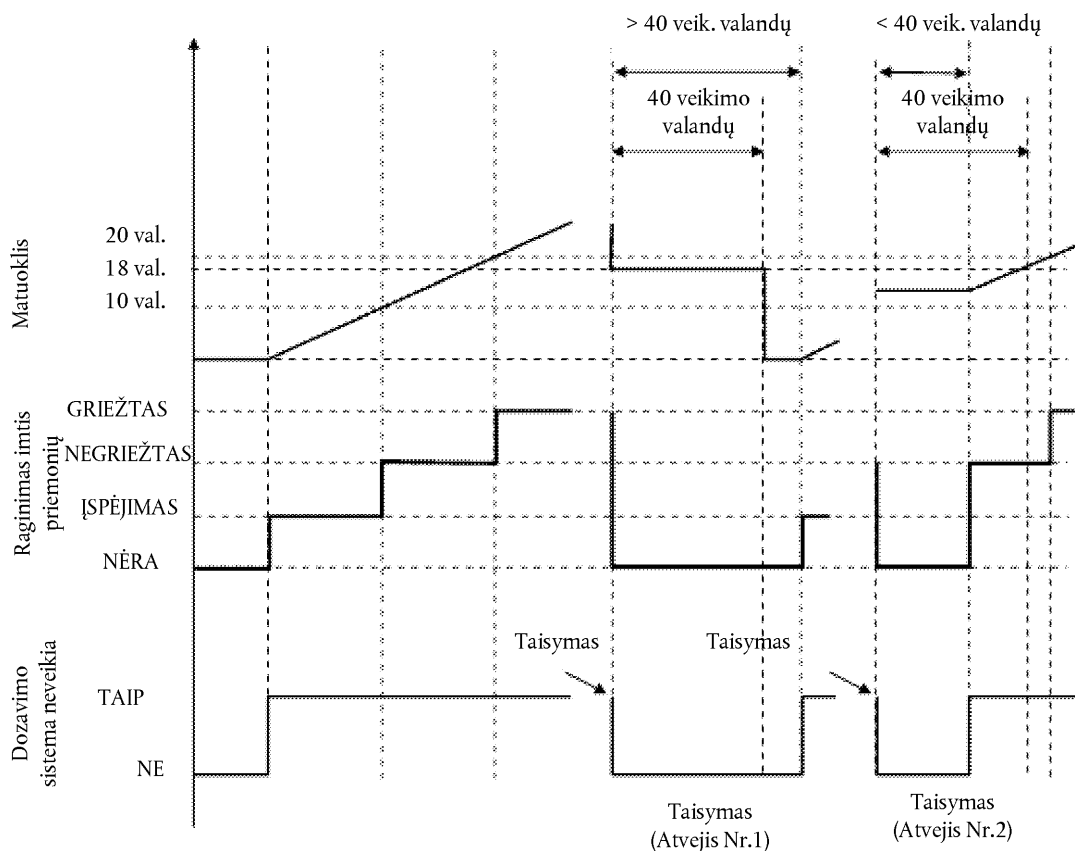 > 40 veik. valandų
< 40 veik. valandų
40 veikimo
valandų
40 veikimo
valandų
Matuoklis
20 val.
18 val.
10 val.
Raginimas imtis
priemonių
GRIEŽTAS
NEGRIEŽTAS
ĮSPĖJIMAS
NĖRA
Dozavimo
sistema neveikia
TAIP
NE
Taisymas
Taisymas
Taisymas
(Atvejis Nr.1)
Taisymas
(Atvejis Nr.2)